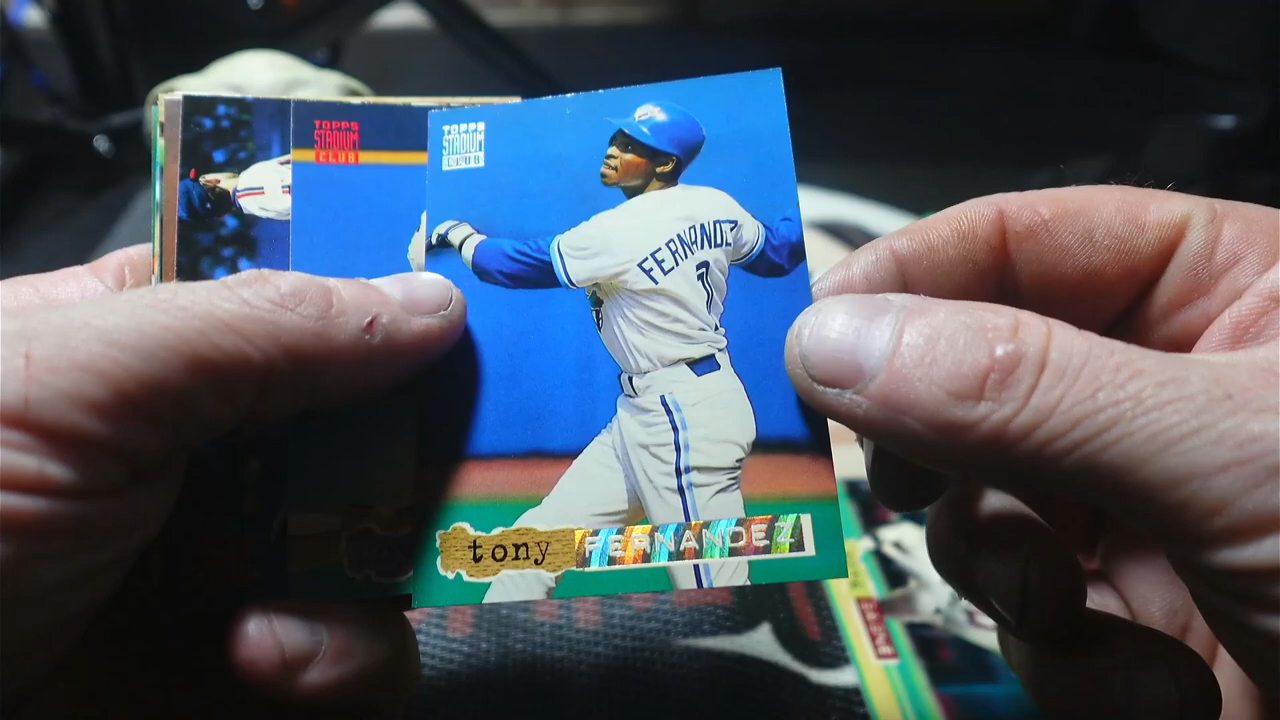 TOPPS
STADIUM
CLUB
TOPPS
STADIUM
CLUB
FERNANDEZ
1
tony FERNANDEZ